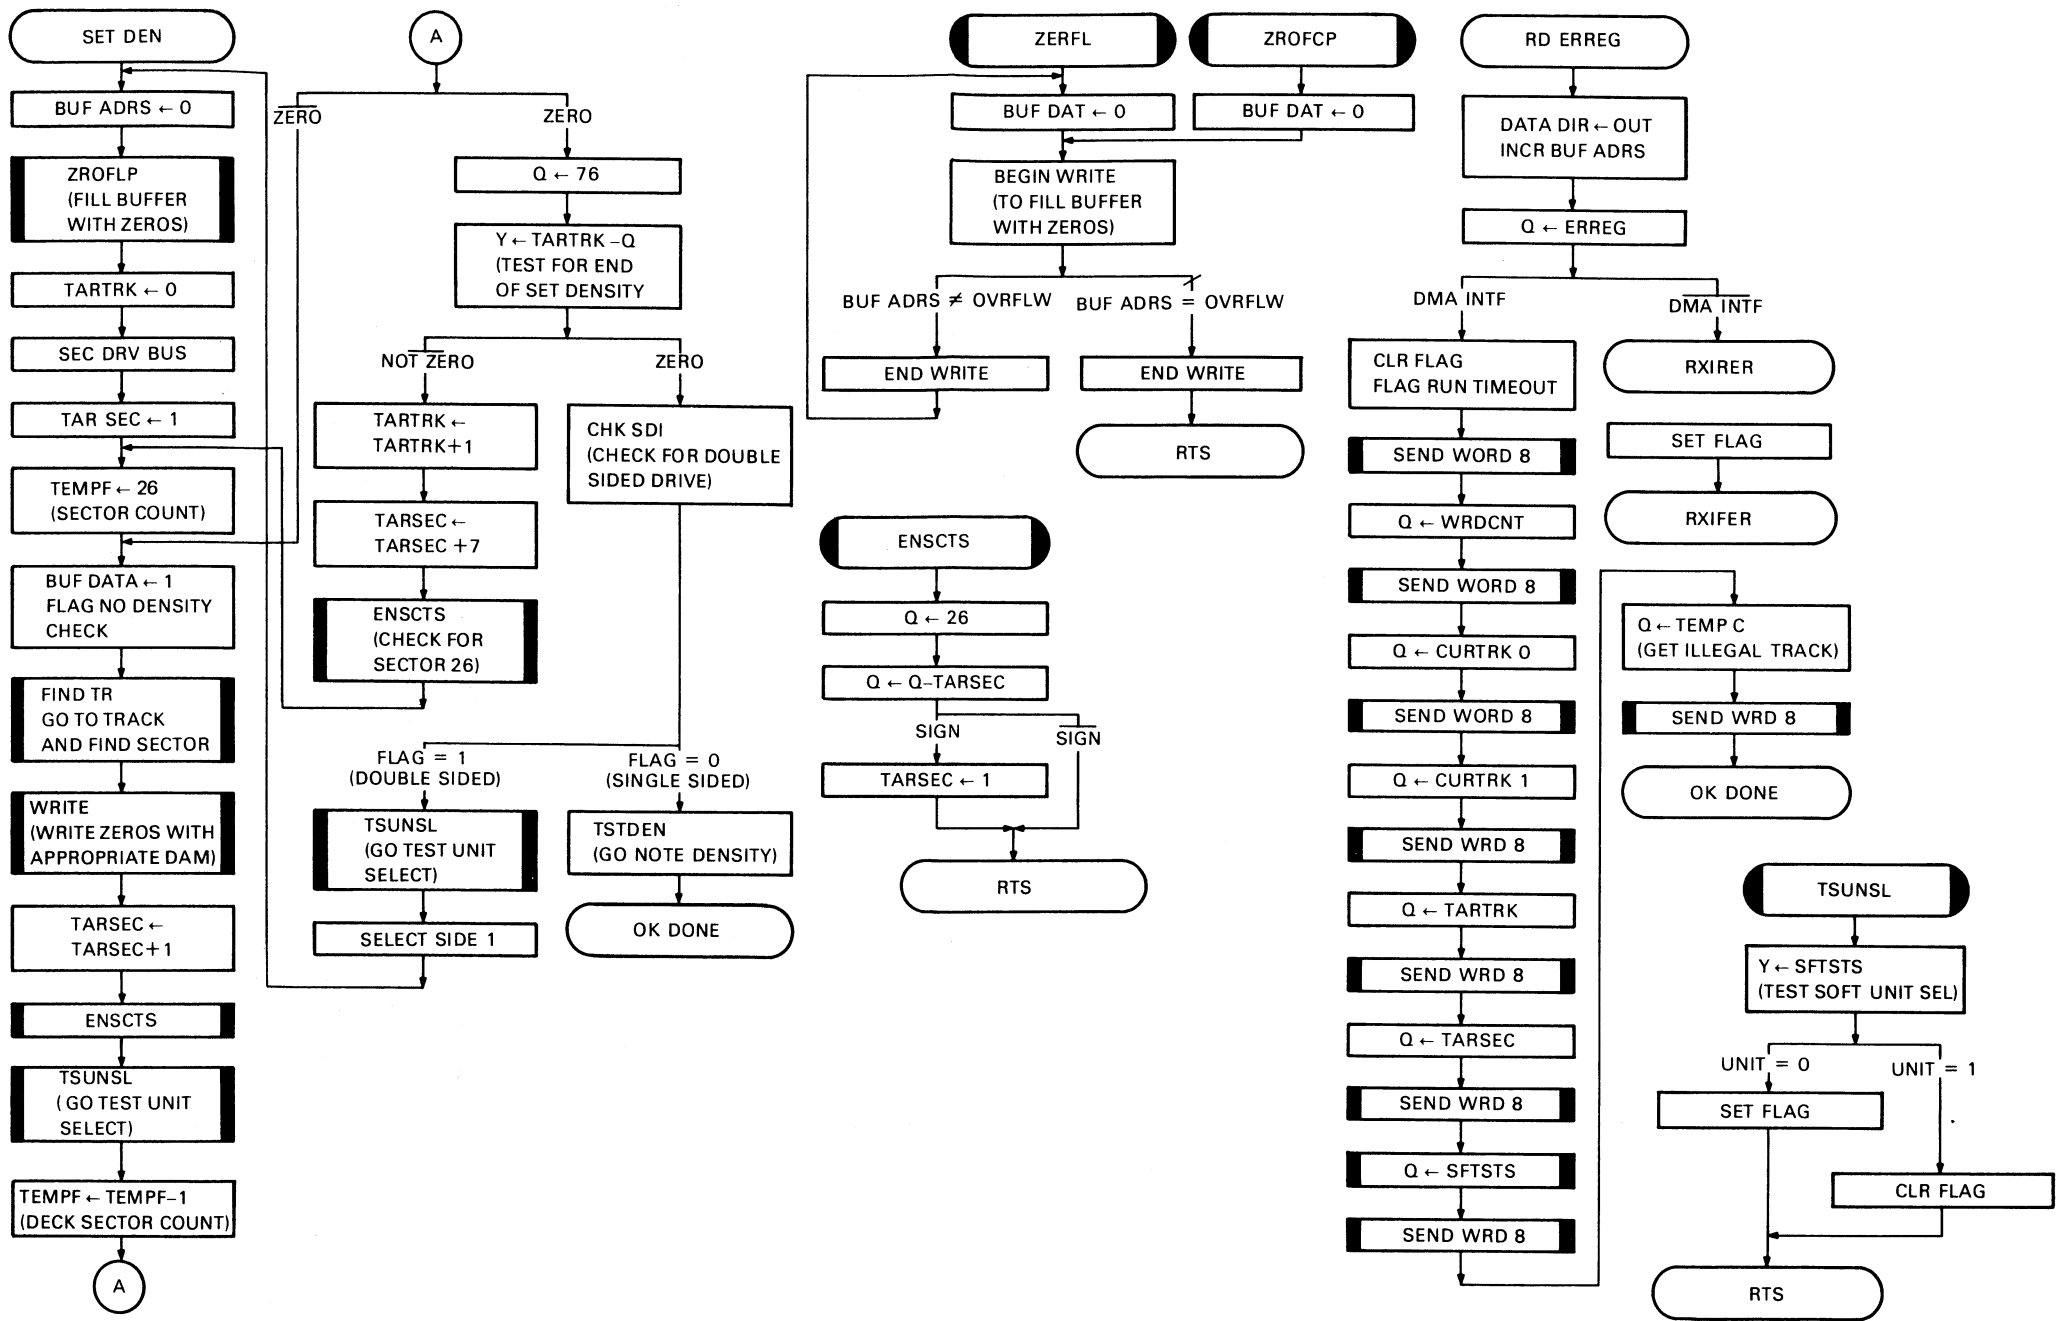 SET DEN
BUF ADRS ← 0
ZROFLP
(FILL BUFFER
WITH ZEROS)
TARTRK ← 0
SEC DRV BUS
TAR SEC ← 1
TEMPF ← 26
(SECTOR COUNT)
BUF DATA ← 1
FLAG NO DENSITY
CHECK
FIND TR
GO TO TRACK
AND FIND SECTOR
WRITE
(WRITE ZEROS WITH
APPROPRIATE DAM)
TARSEC ←
TARSEC+1
ENSCTS
TSUNSL
( GO TEST UNIT
SELECT)
TEMPF ← TEMPF–1
(DECK SECTOR COUNT)
A
A
ZERO
ZERO
Q ← 76
Y ← TARTRK –Q
(TEST FOR END
OF SET DENSITY
NOT ZERO
ZERO
TARTRK ←
TARTRK+1
TARSEC ←
TARSEC +7
ENSCTS
(CHECK FOR
SECTOR 26)
CHK SDI
(CHECK FOR DOUBLE
SIDED DRIVE)
FLAG = 1
(DOUBLE SIDED)
FLAG = 0
(SINGLE SIDED)
TSUNSL
(GO TEST UNIT
SELECT)
SELECT SIDE 1
TSTDEN
(GO NOTE DENSITY)
OK DONE
ZERFL
ZROFCP
BUF DAT ← 0
BUF DAT ← 0
BEGIN WRITE
(TO FILL BUFFER
WITH ZEROS)
BUF ADRS ≠ OVRFLW
BUF ADRS = OVRFLW
END WRITE
END WRITE
RTS
ENSCTS
Q ← 26
Q ← Q–TARSEC
SIGN
SIGN
TARSEC ← 1
RTS
RD ERREG
DATA DIR ← OUT
INCR BUF ADRS
Q ← ERREG
DMA INTF
DMA INTF
CLR FLAG
FLAG RUN TIMEOUT
SEND WORD 8
Q ← WRDCNT
SEND WORD 8
Q ← CURTRK 0
SEND WORD 8
Q ← CURTRK 1
SEND WRD 8
Q ← TARTRK
SEND WRD 8
Q ← TARSEC
SEND WRD 8
Q ← SFTSTS
SEND WRD 8
RXIRER
SET FLAG
RXIFER
Q ← TEMP C
(GET ILLEGAL TRACK)
SEND WRD 8
OK DONE
TSUNSL
Y ← SFTSTS
(TEST SOFT UNIT SEL)
UNIT = 0
UNIT = 1
SET FLAG
CLR FLAG
RTS